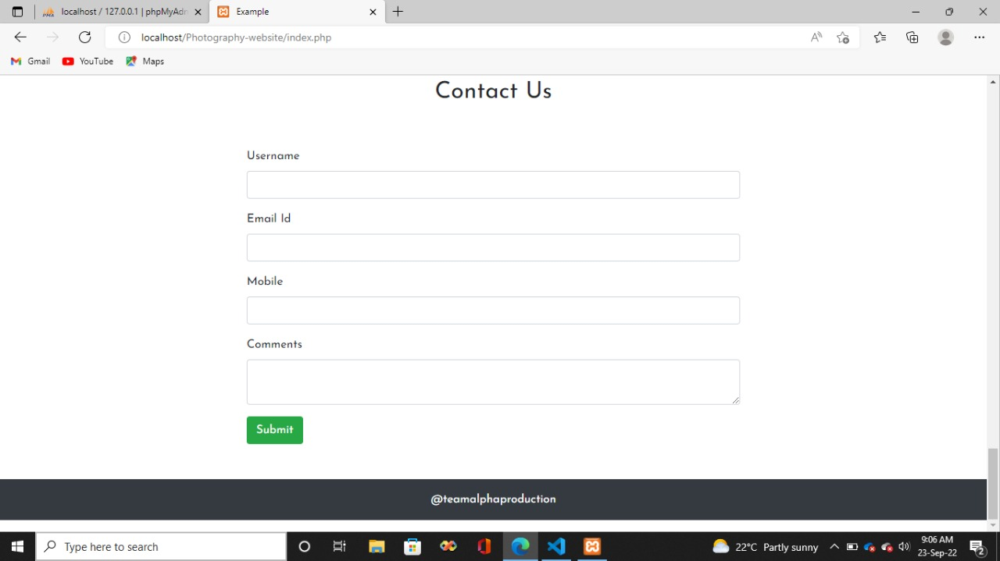 localhost / 127.0.0.1 | phpMyAdn
Example
localhost/Photography-website/index.php
Gmail
YouTube
Maps
Contact Us
Username
Email Id
Mobile
Comments
Submit
@teamalphaproduction
Type here to search
22°C Partly sunny
9:06 AM
23-Sep-22
2